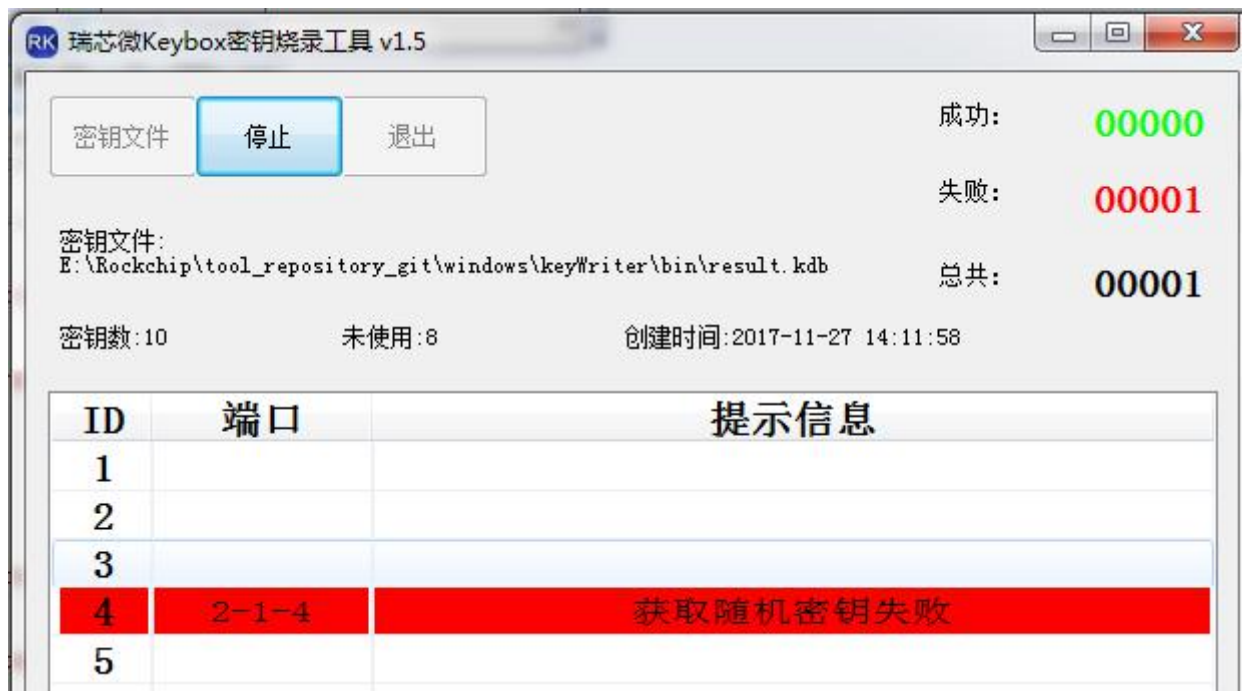 RK 瑞芯微Keybox密钥烧录工具 v1.5
密钥文件 停止 退出
成功: 00000
失败: 00001
密钥文件:
E:\Rockchip\tool_repository_git\windows\keyWriter\bin\result.kdb
总共: 00001
密钥数:10 未使用:8 创建时间:2017-11-27 14:11:58
ID 端口 提示信息
1
2
3
4 2-1-4 获取随机密钥失败
5